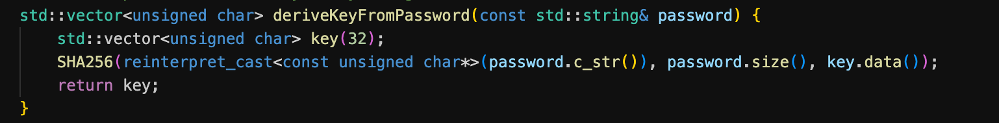 std::vector<unsigned char> deriveKeyFromPassword(const std::string& password) {
    std::vector<unsigned char> key(32);
    SHA256(reinterpret_cast<const unsigned char*>(password.c_str()), password.size(), key.data());
    return key;
}